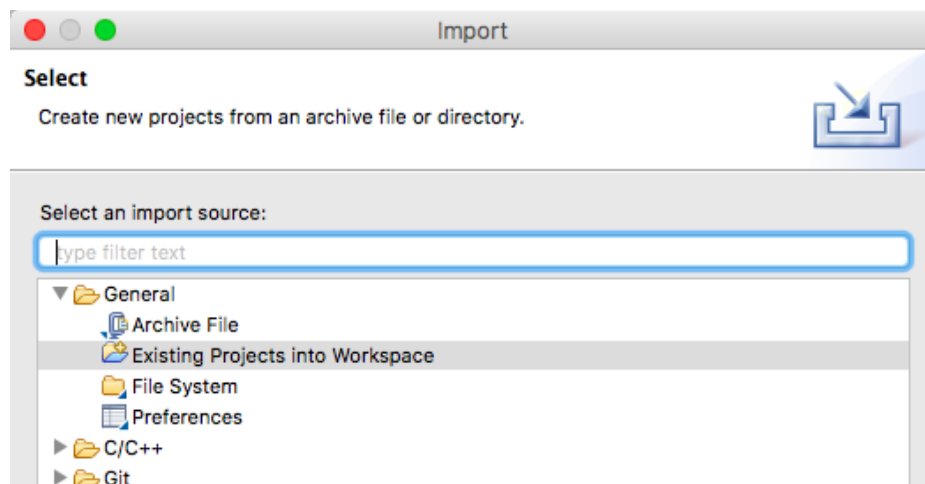 Import
Select
Create new projects from an archive file or directory.
Select an import source:
type filter text
General
Archive File
Existing Projects into Workspace
File System
Preferences
C/C++
Git